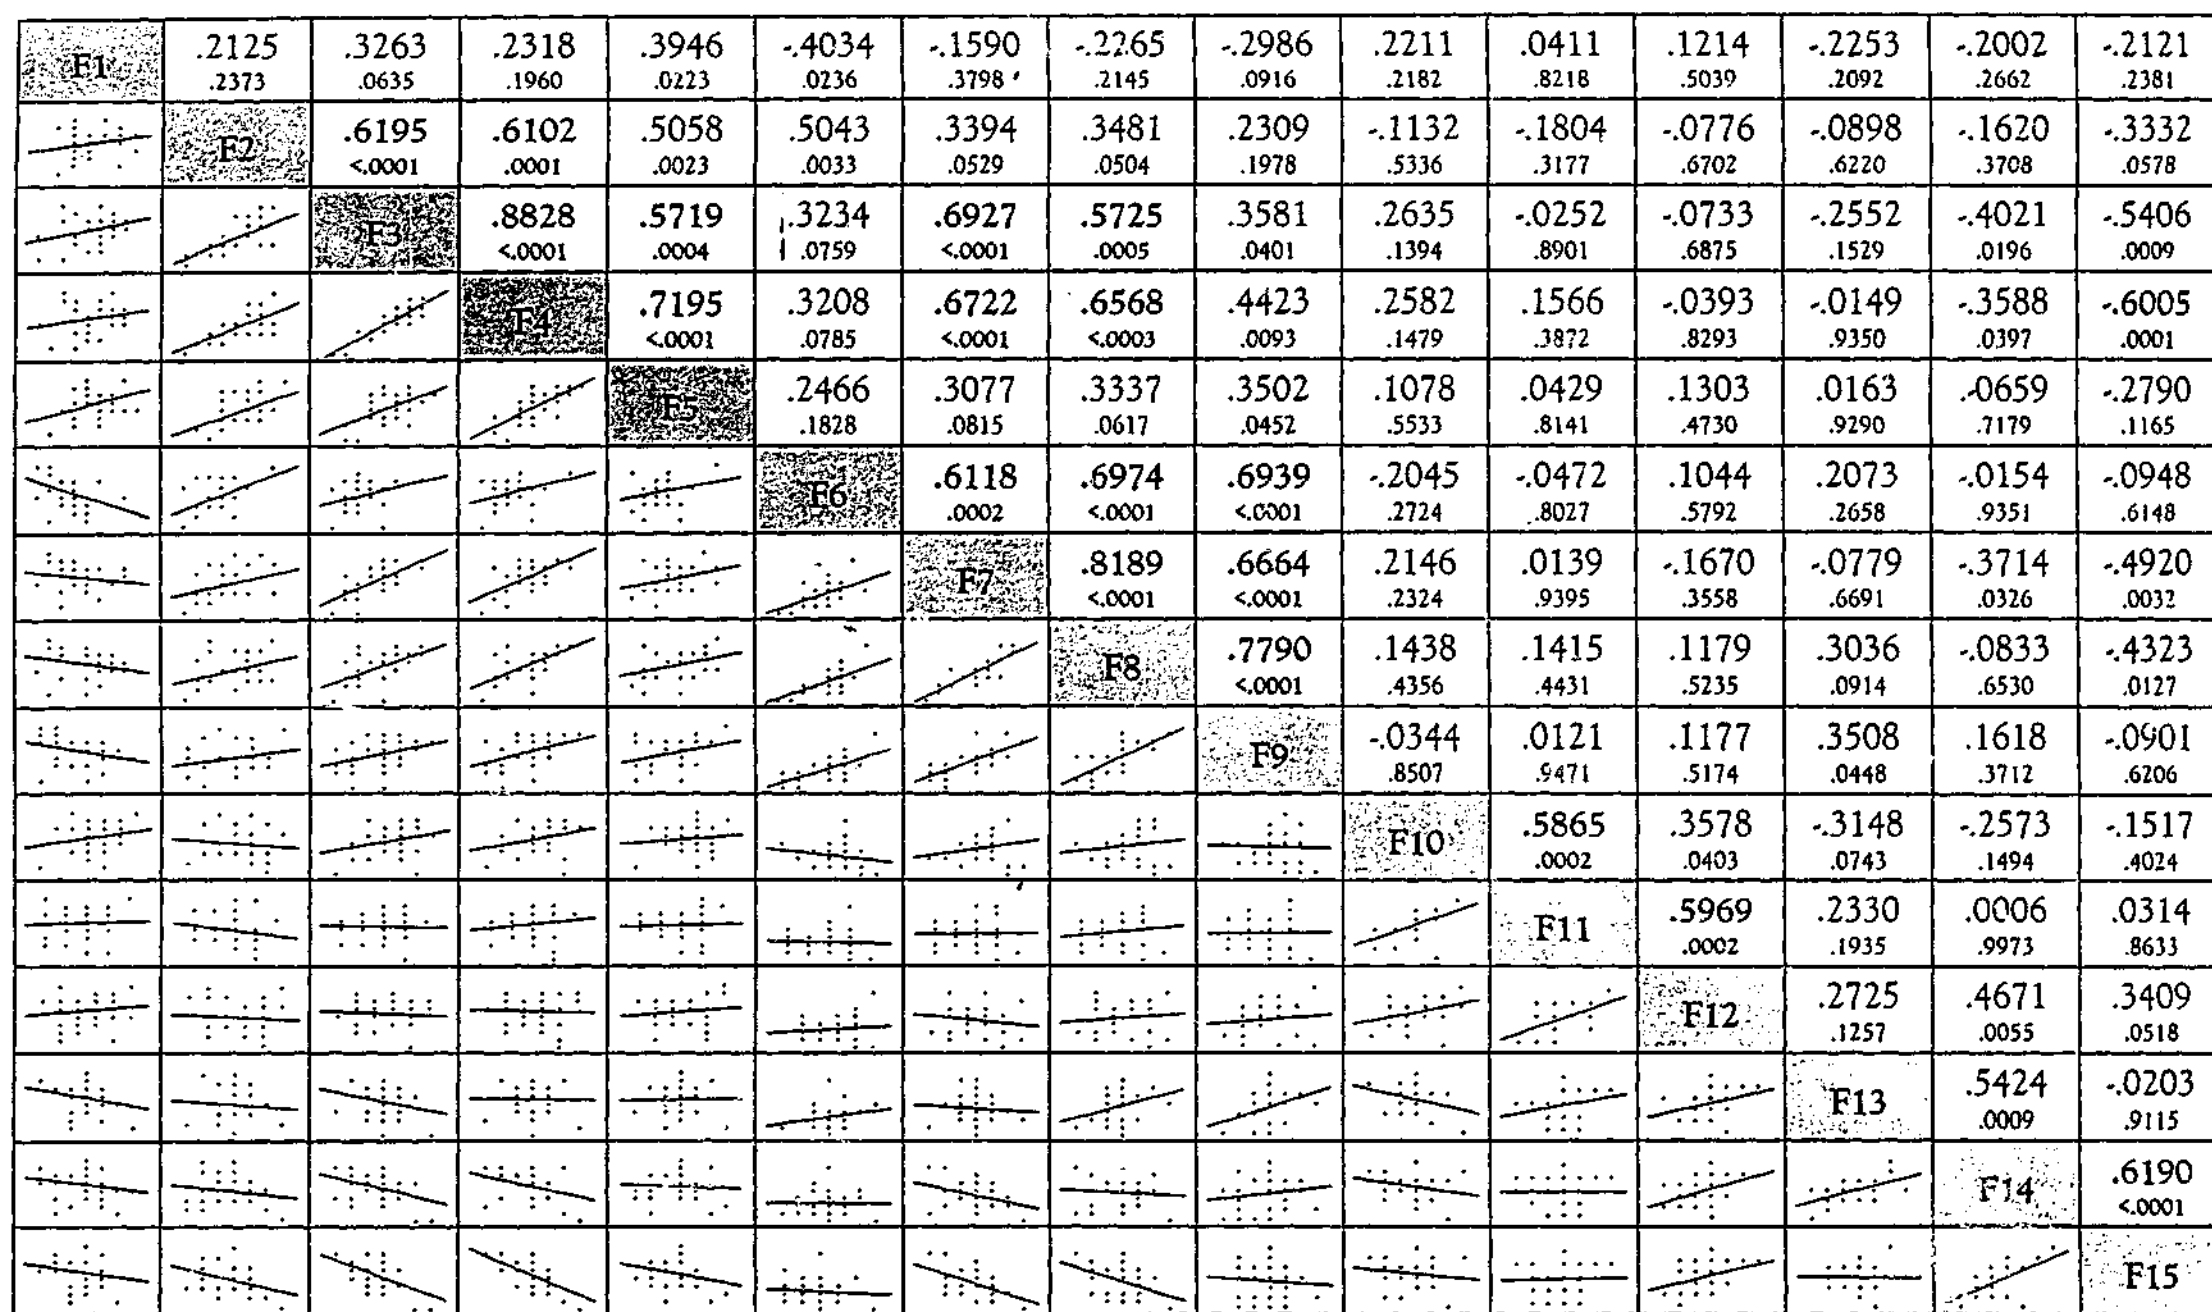 F1 .2125 .3263 .2318 .3946 -.4034 -.1590 -.2265 -.2986 .2211 .0411 .1214 -.2253 -.2002 -.2121
.2373 .0635 .1960 .0223 .0236 .3798 .2145 .0916 .2182 .8218 .5039 .2092 .2662 .2381
F2 .6195 .6102 .5058 .5043 .3394 .3481 .2309 -.1132 -.1804 -.0776 -.0898 -.1620 -.3332
<.0001 .0001 .0023 .0033 .0529 .0504 .1978 .5336 .3177 .6702 .6220 .3708 .0578
F3 .8828 .5719 .3234 .6927 .5725 .3581 .2635 -.0252 -.0733 -.2552 -.4021 -.5406
<.0001 .0004 .0759 <.0001 .0005 .0401 .1394 .8901 .6875 .1529 .0196 .0009
F4 .7195 .3208 .6722 .6568 .4423 .2582 .1566 -.0393 -.0149 -.3588 -.6005
<.0001 .0785 <.0001 <.0003 .0093 .1479 .3872 .8293 .9350 .0397 .0001
F5 .2466 .3077 .3337 .3502 .1078 .0429 .1303 .0163 -.0659 -.2790
.1828 .0815 .0617 .0452 .5533 .8141 .4730 .9290 .7179 .1165
F6 .6118 .6974 .6939 -.2045 -.0472 .1044 .2073 -.0154 -.0948
.0002 <.0001 <.0001 .2724 .8027 .5792 .2658 .9351 .6148
F7 .8189 .6664 .2146 .0139 -.1670 -.0779 -.3714 -.4920
<.0001 <.0001 .2324 .9395 .3558 .6691 .0326 .0032
F8 .7790 .1438 .1415 .1179 .3036 -.0833 -.4323
<.0001 .4356 .4431 .5235 .0914 .6530 .0127
F9 -.0344 .0121 .1177 .3508 .1618 -.0901
.8507 .9471 .5174 .0448 .3712 .6206
F10 .5865 .3578 -.3148 -.2573 -.1517
.0002 .0403 .0743 .1494 .4024
F11 .5969 .2330 .0006 .0314
.0002 .1935 .9973 .8633
F12 .2725 .4671 .3409
.1257 .0055 .0518
F13 .5424 -.0203
.0009 .9115
F14 .6190
<.0001
F15